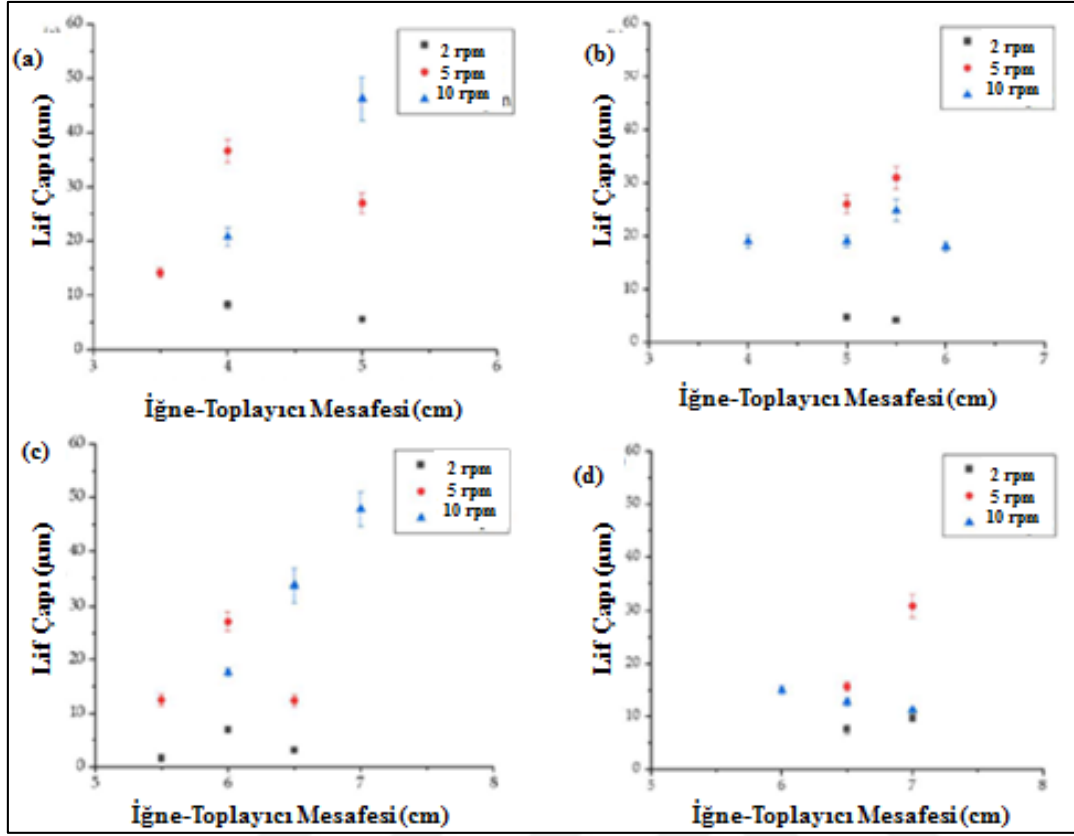 (a)
60
50
40
30
20
10
0
3 4 5 6
Lif Çapı (µm)
İğne-Toplayıcı Mesafesi (cm)
2 rpm
5 rpm
10 rpm
n
(b)
60
50
40
30
20
10
0
3 4 5 6 7
Lif Çapı (µm)
İğne-Toplayıcı Mesafesi (cm)
2 rpm
5 rpm
10 rpm
(c)
60
50
40
30
20
10
0
5 6 7 8
Lif Çapı (µm)
İğne-Toplayıcı Mesafesi (cm)
2 rpm
5 rpm
10 rpm
(d)
60
50
40
30
20
10
0
5 6 7 8
Lif Çapı (µm)
İğne-Toplayıcı Mesafesi (cm)
2 rpm
5 rpm
10 rpm